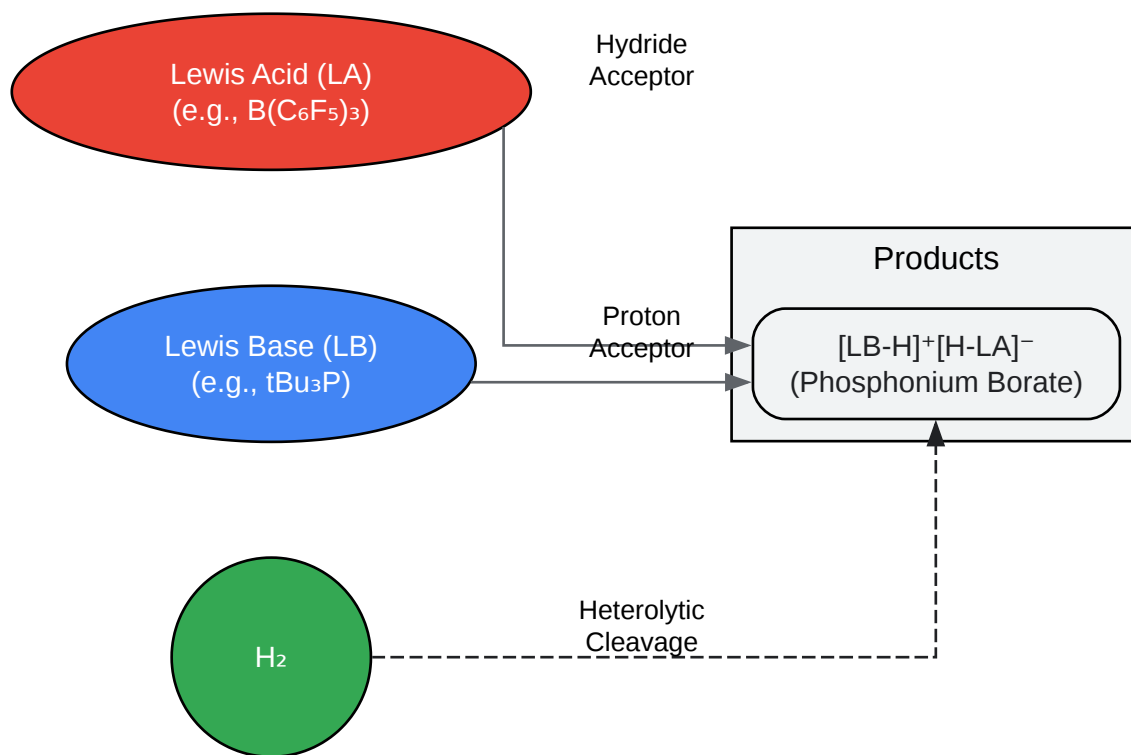 Lewis Acid (LA)
(e.g., B(C₆F₅)₃)
Hydride
Acceptor
Lewis Base (LB)
(e.g., tBu₃P)
Proton
Acceptor
Products
[LB-H]⁺[H-LA]⁻
(Phosphonium Borate)
H₂
Heterolytic
Cleavage